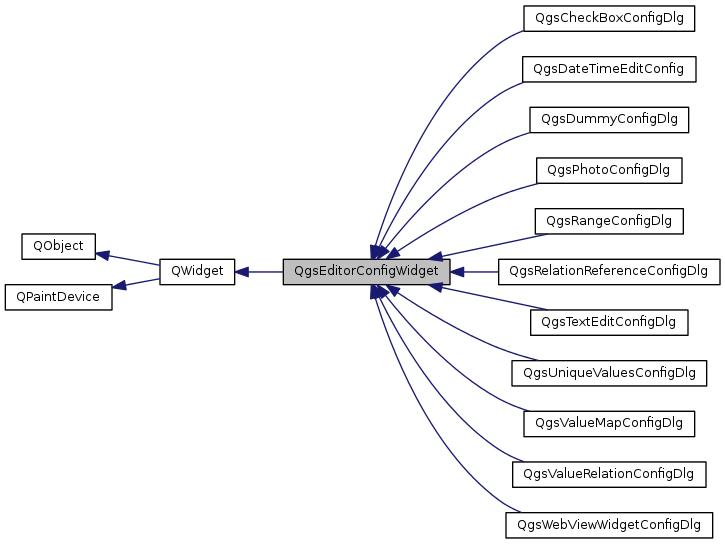 QgsCheckBoxConfigDlg
QgsDateTimeEditConfig
QgsDummyConfigDlg
QgsPhotoConfigDlg
QgsRangeConfigDlg
QObject
QWidget
QgsEditorConfigWidget
QgsRelationReferenceConfigDlg
QPaintDevice
QgsTextEditConfigDlg
QgsUniqueValuesConfigDlg
QgsValueMapConfigDlg
QgsValueRelationConfigDlg
QgsWebViewWidgetConfigDlg